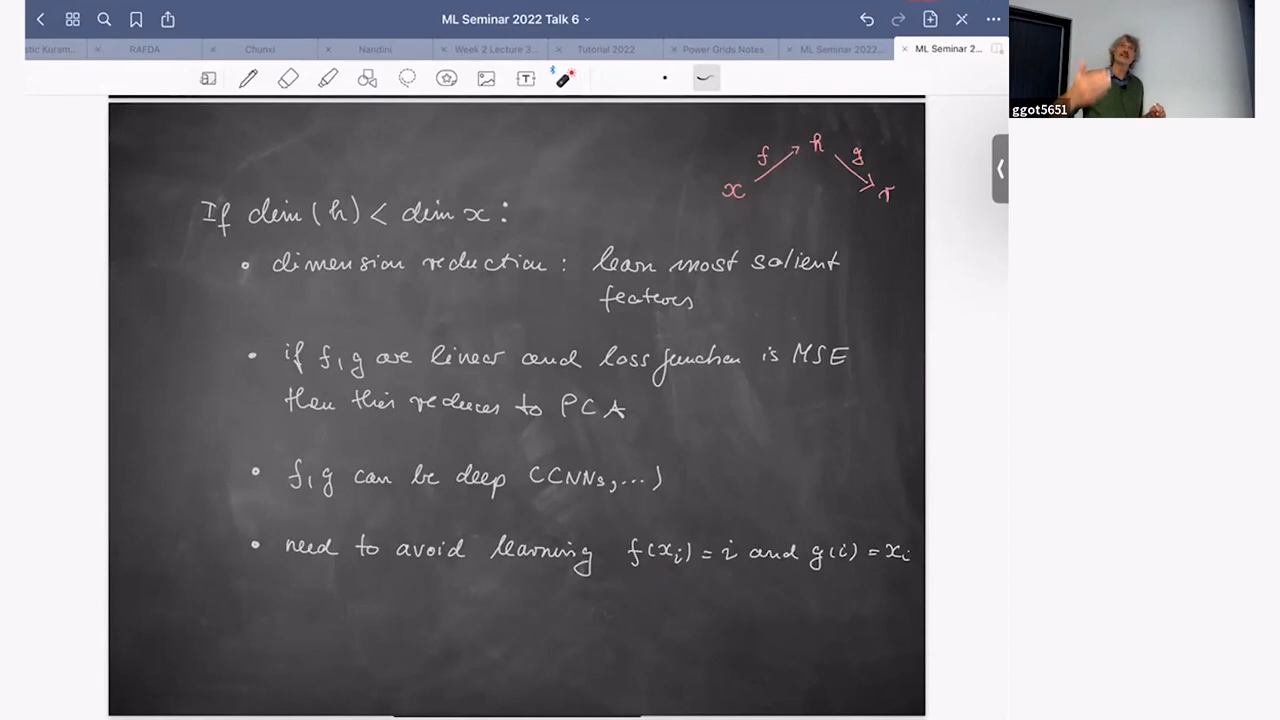 ML Seminar 2022 Talk 6
stic Kuram...
RAFDA
Chunxi
Nandini
Week 2 Lecture 3...
Tutorial 2022
Power Grids Notes
ML Seminar 2022...
ML Seminar 2...
ggot5651
x f h g r
If dim (h) < dim x :
dimension reduction : learn most salient
features
if f, g are linear and loss function is MSE
then this reduces to PCA
f, g can be deep (CNNs, ...)
need to avoid learning f(xi) = i and g(i) = xi